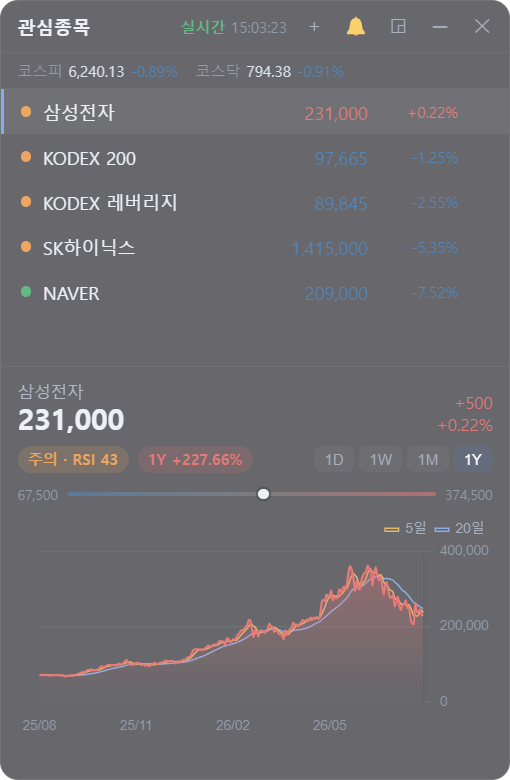 관심종목 실시간 15:03:23
코스피 6,240.13 -0.89% 코스닥 794.38 -0.91%
삼성전자 231,000 +0.22%
KODEX 200 97,665 -1.25%
KODEX 레버리지 89,845 -2.55%
SK하이닉스 1,415,000 -5.35%
NAVER 209,000 -7.52%
삼성전자
231,000 +500
+0.22%
주의 · RSI 43 1Y +227.66% 1D 1W 1M 1Y
67,500 374,500
5일 20일
400,000
200,000
0
25/08 25/11 26/02 26/05